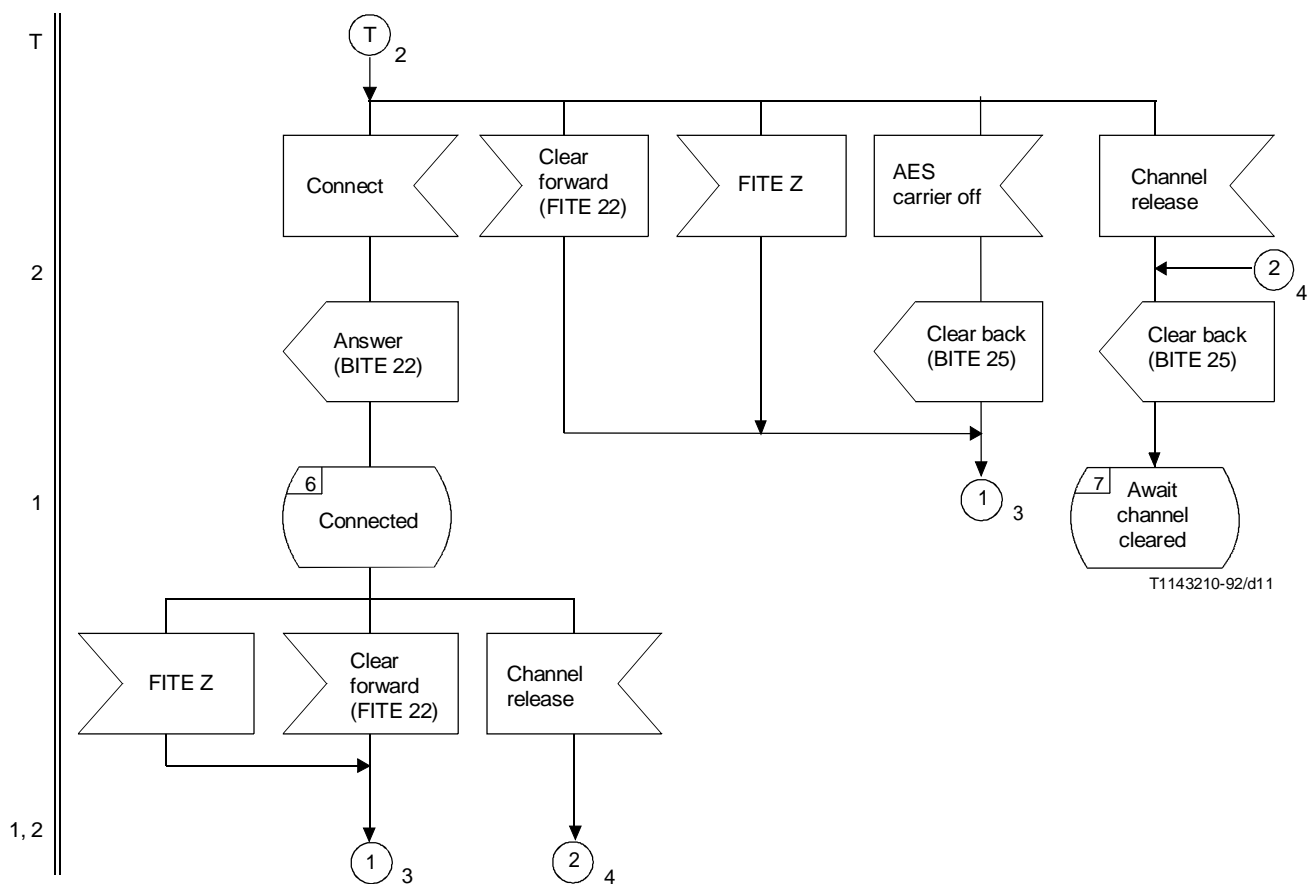 T
T
2
Connect
Clear
forward
(FITE 22)
FITE Z
AES
carrier off
Channel
release
2
2
4
Answer
(BITE 22)
Clear back
(BITE 25)
Clear back
(BITE 25)
1
6
Connected
1
3
7
Await
channel
cleared
T1143210-92/d11
FITE Z
Clear
forward
(FITE 22)
Channel
release
1, 2
1
3
2
4